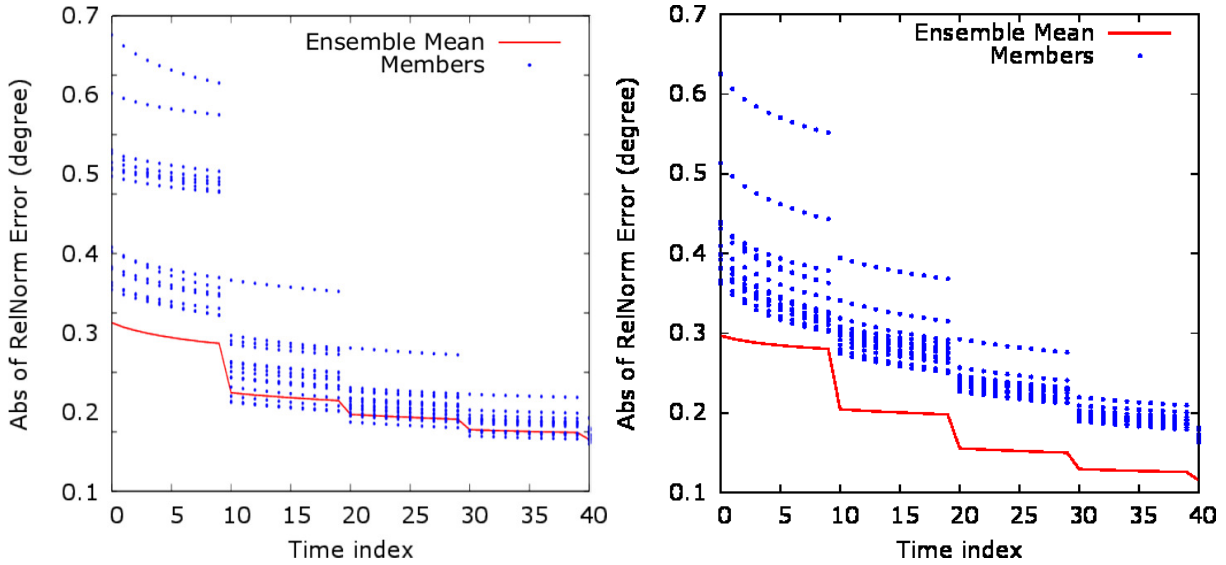 0.7
0.6
0.5
0.4
0.3
0.2
0.1
Abs of RelNorm Error (degree)
Ensemble Mean
Members
0 5 10 15 20 25 30 35 40
Time index
0.7
0.6
0.5
0.4
0.3
0.2
0.1
Abs of RelNorm Error (degree)
Ensemble Mean
Members
0 5 10 15 20 25 30 35 40
Time index